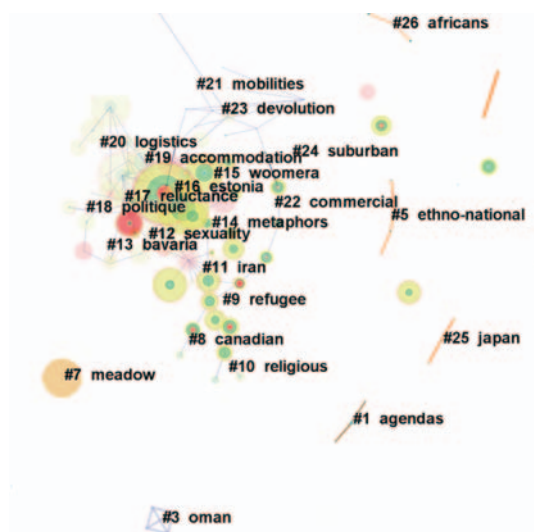 #26 africans
#21 mobilities
#23 devolution
#20 logistics
#24 suburban
#19 accommodation
#15 woomera
#16 estonia
#17 reluctance
#22 commercial
#18 politique
#5 ethno-national
#14 metaphors
#12 sexuality
#13 bavaria
#11 iran
#9 refugee
#8 canadian
#25 japan
#10 religious
#7 meadow
#1 agendas
#3 oman